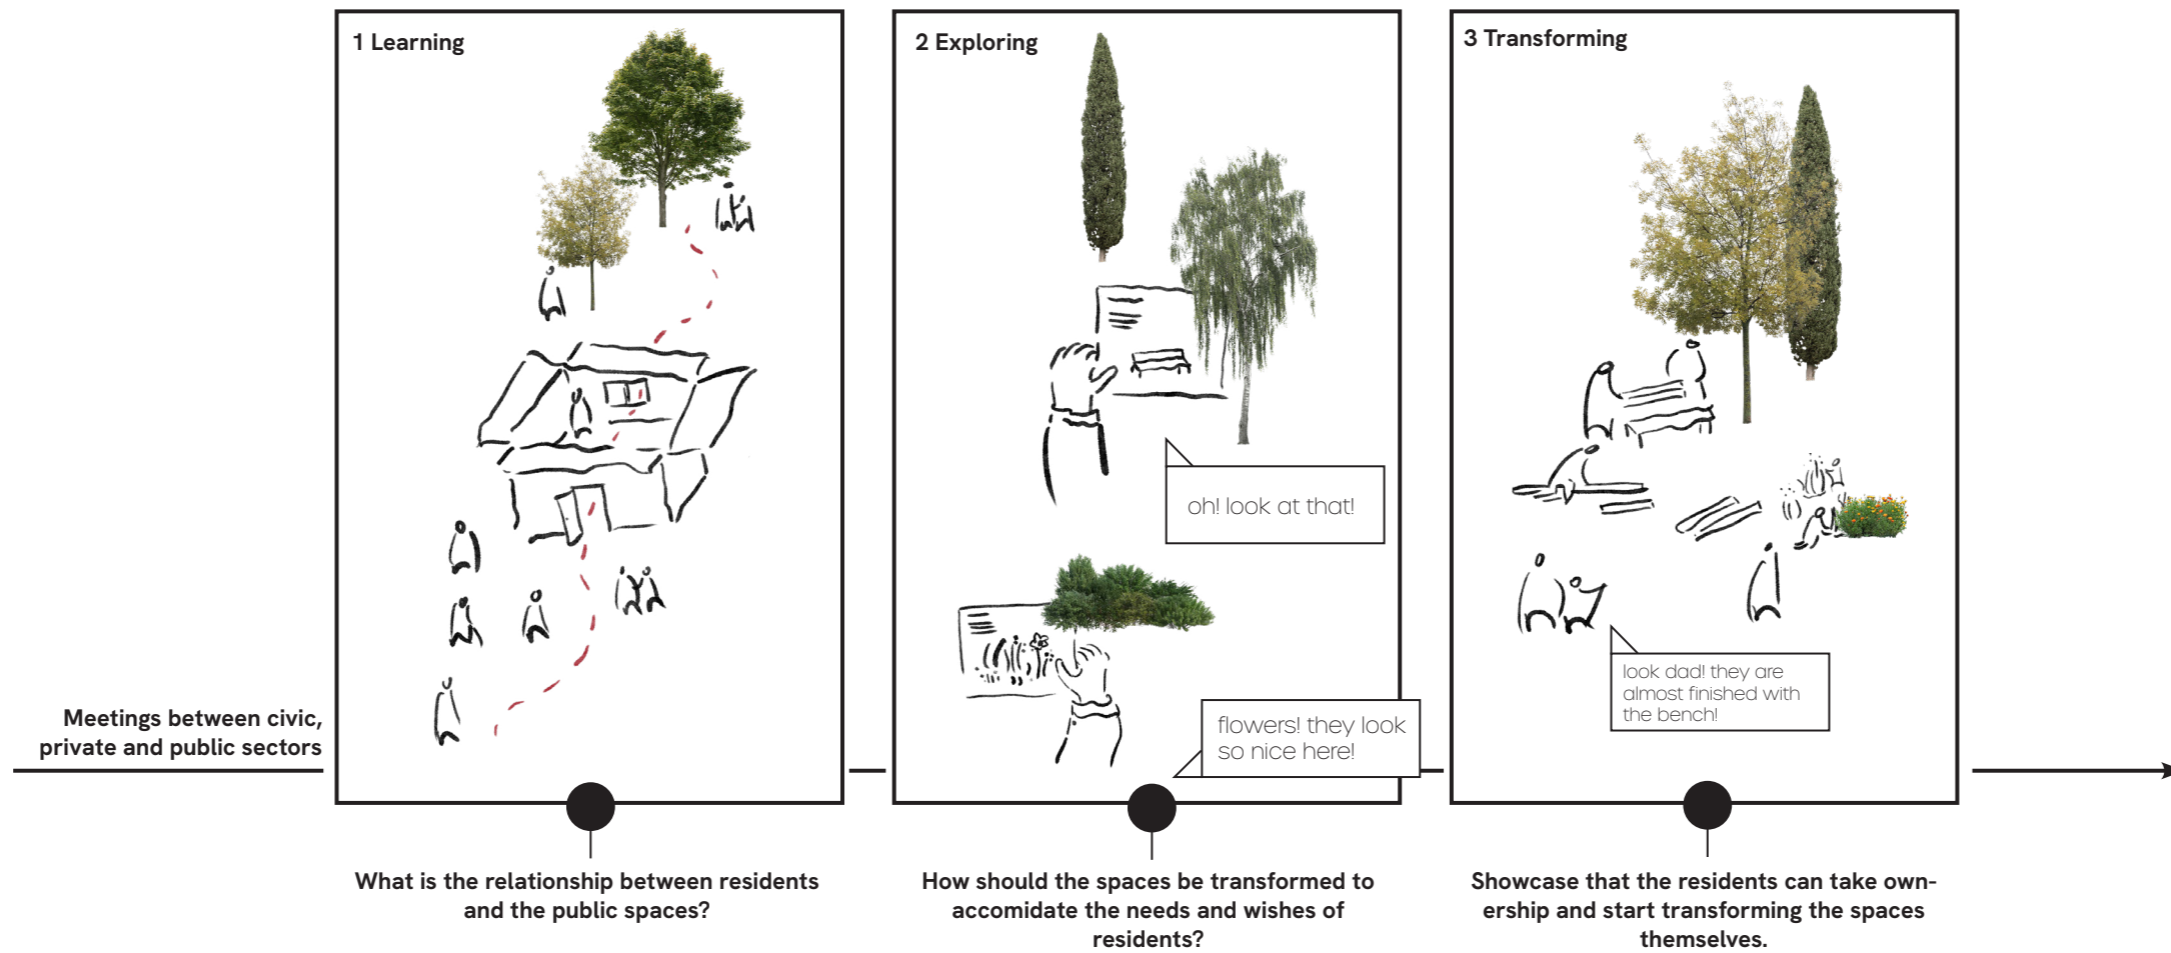 1 Learning
2 Exploring
3 Transforming
oh! look at that!
flowers! they look
so nice here!
look dad! they are
almost finished with
the bench!
Meetings between civic,
private and public sectors
What is the relationship between residents
and the public spaces?
How should the spaces be transformed to
accomidate the needs and wishes of
residents?
Showcase that the residents can take own-
ership and start transforming the spaces
themselves.